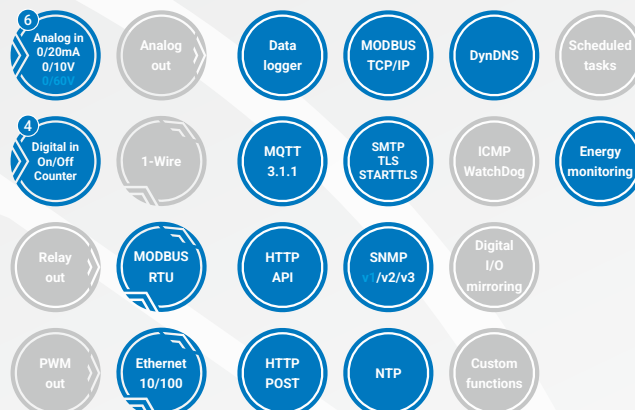 6
Analog in
0/20mA
0/10V
0/60V
Analog
out
Data
logger
MODBUS
TCP/IP
DynDNS
Scheduled
tasks
4
Digital in
On/Off
Counter
1-Wire
MQTT
3.1.1
SMTP
TLS
STARTTLS
ICMP
WatchDog
Energy
monitoring
Relay
out
MODBUS
RTU
HTTP
API
SNMP
v1/v2/v3
Digital
I/O
mirroring
PWM
out
Ethernet
10/100
HTTP
POST
NTP
Custom
functions